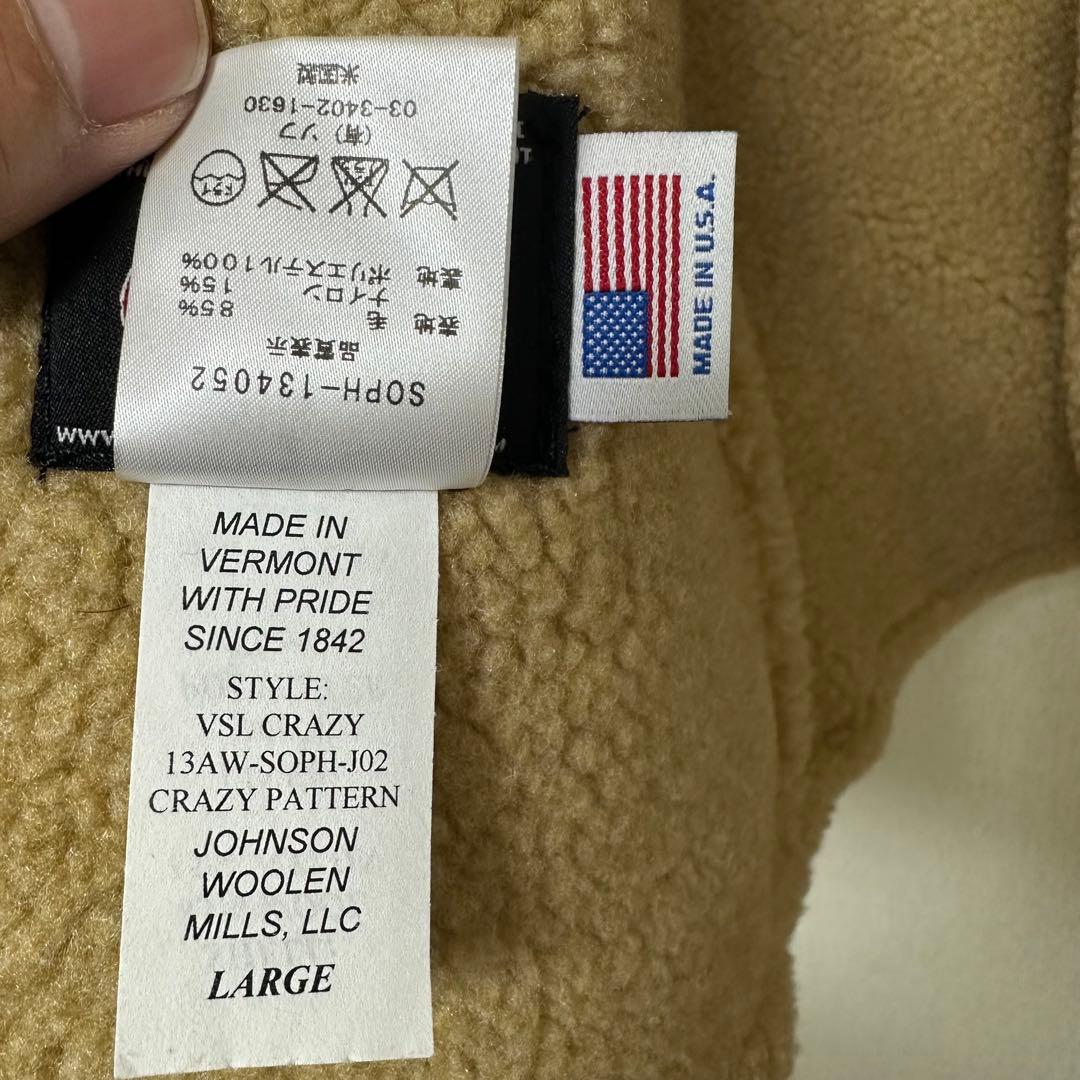 SOPH-134052
品質表示
表地 毛 85%
ナイロン 15%
裏地 ポリエステル100%
(有)ソフ
03-3402-1630
米国製
MADE IN U.S.A.
WWW
MADE IN
VERMONT
WITH PRIDE
SINCE 1842
STYLE:
VSL CRAZY
13AW-SOPH-J02
CRAZY PATTERN
JOHNSON
WOOLEN
MILLS, LLC
LARGE